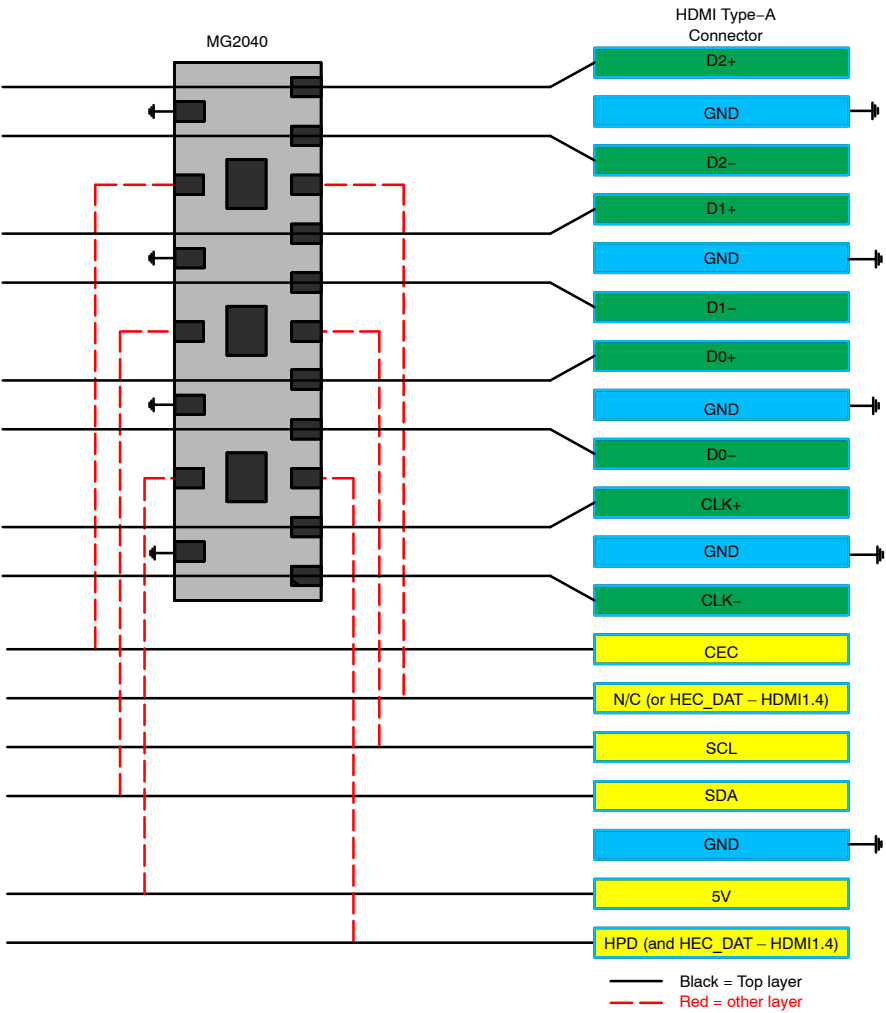 HDMI Type−A
Connector
MG2040
D2+
GND
D2−
D1+
GND
D1−
D0+
GND
D0−
CLK+
GND
CLK−
CEC
N/C (or HEC_DAT – HDMI1.4)
SCL
SDA
GND
5V
HPD (and HEC_DAT – HDMI1.4)
Black = Top layer
Red = other layer